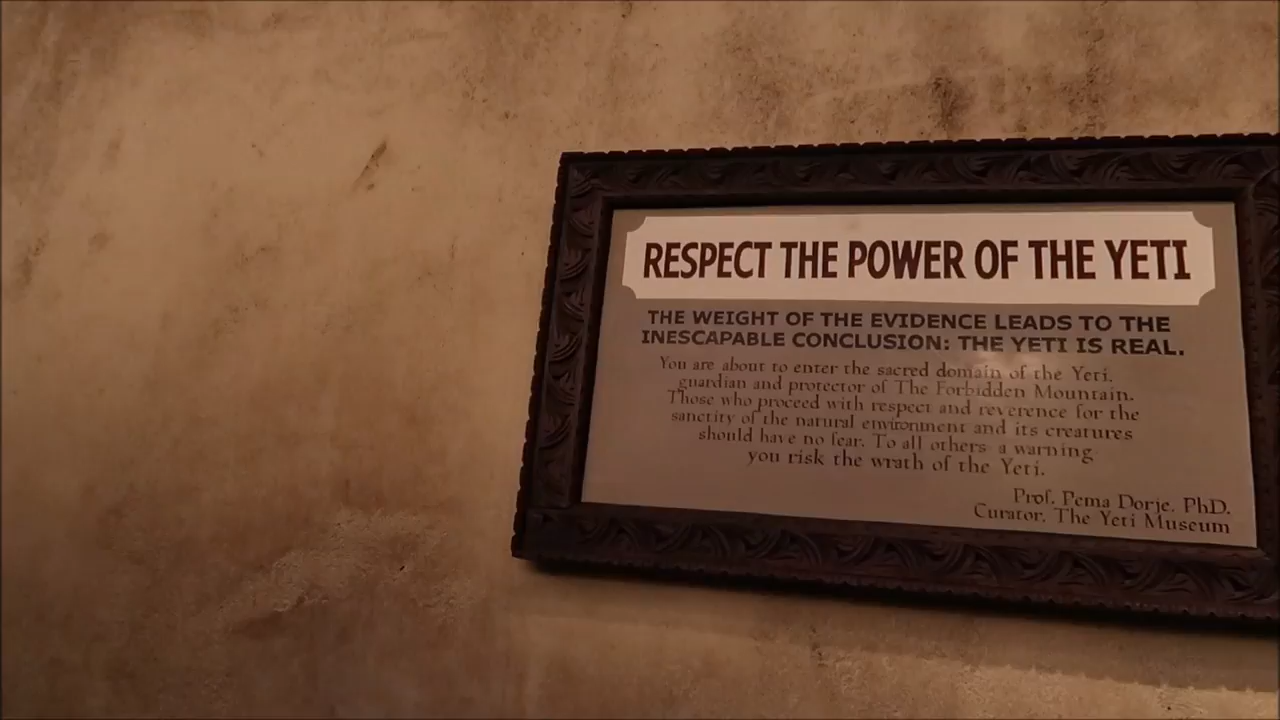 RESPECT THE POWER OF THE YETI
THE WEIGHT OF THE EVIDENCE LEADS TO THE
INESCAPABLE CONCLUSION: THE YETI IS REAL.
You are about to enter the sacred domain of the Yeti,
guardian and protector of The Forbidden Mountain.
Those who proceed with respect and reverence for the
sanctity of the natural environment and its creatures
should have no fear. To all others a warning
you risk the wrath of the Yeti.
Prof. Pema Dorje, PhD.
Curator, The Yeti Museum